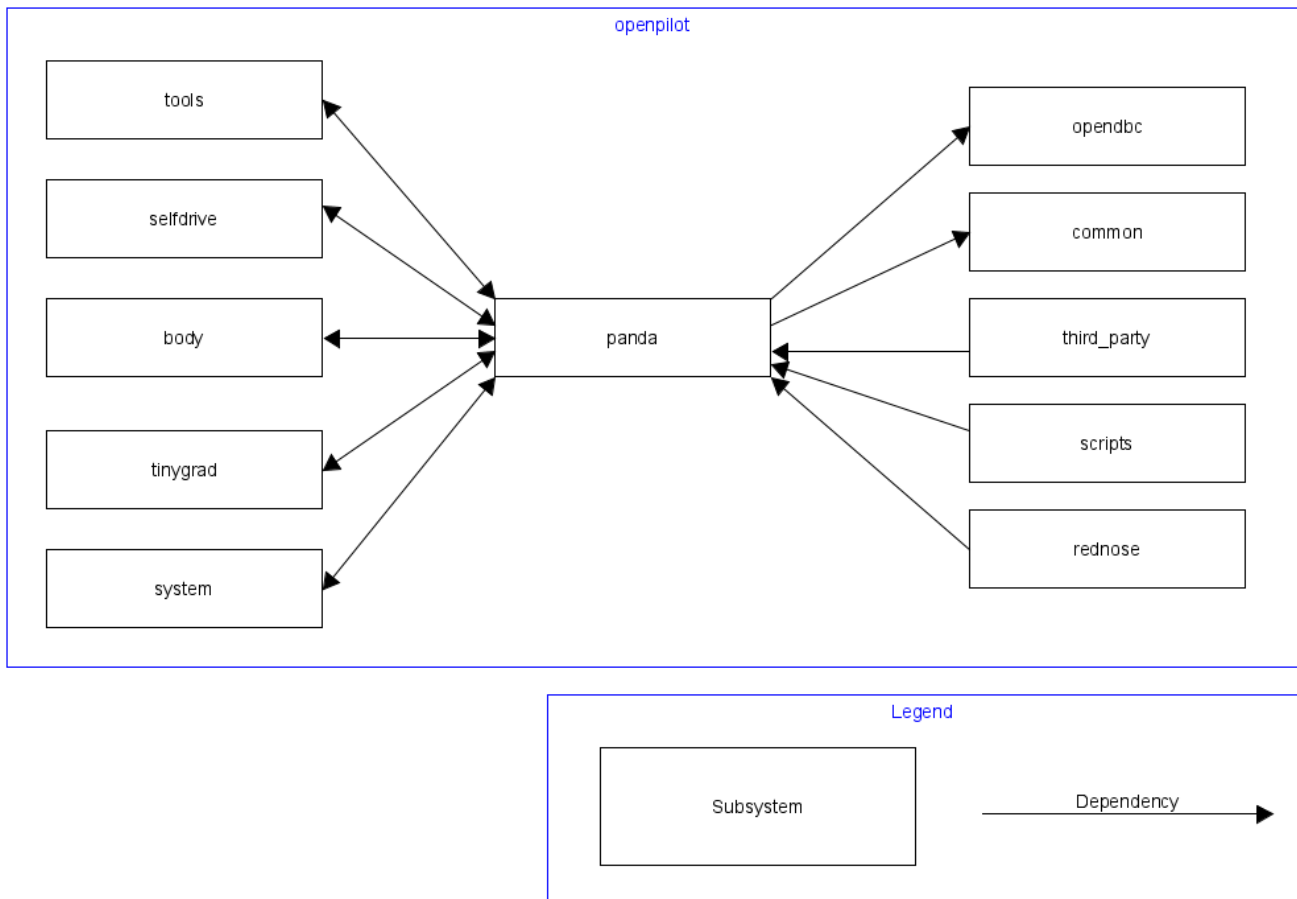 openpilot
tools
selfdrive
body
tinygrad
system
panda
opendbc
common
third_party
scripts
rednose
Legend
Subsystem
Dependency